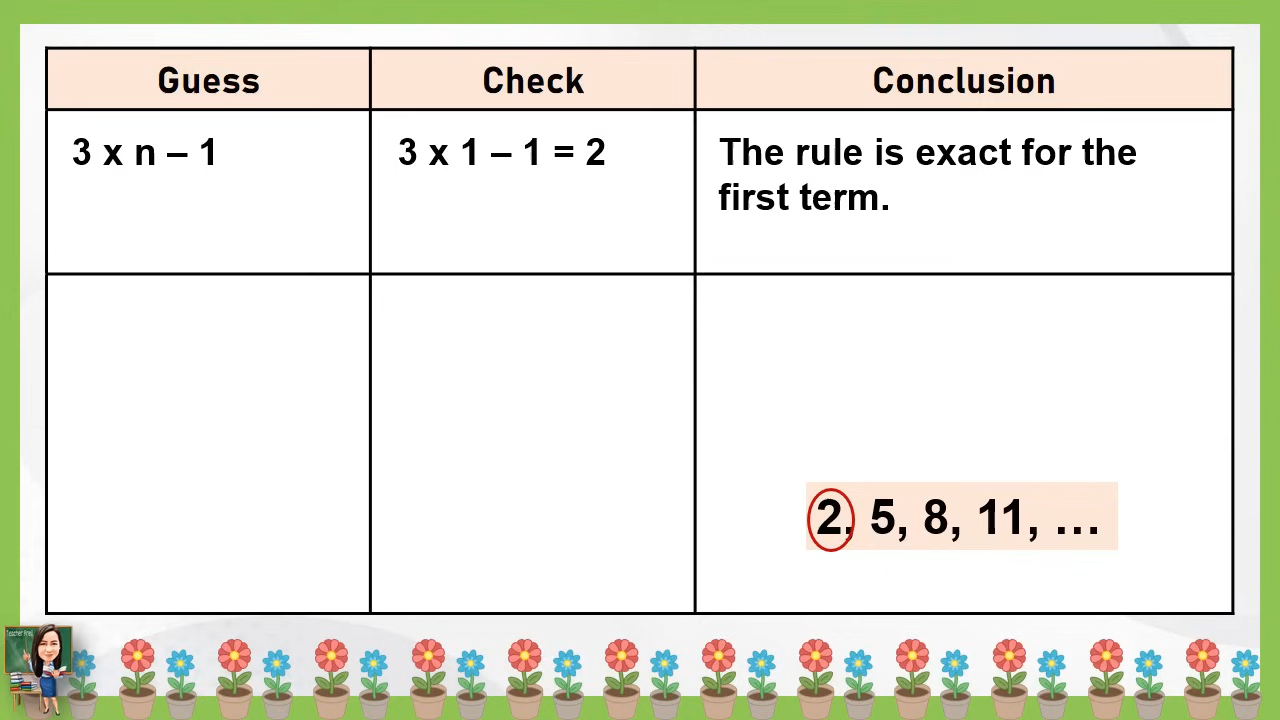 Guess Check Conclusion
3 x n – 1 3 x 1 – 1 = 2 The rule is exact for the
first term.
2, 5, 8, 11, …